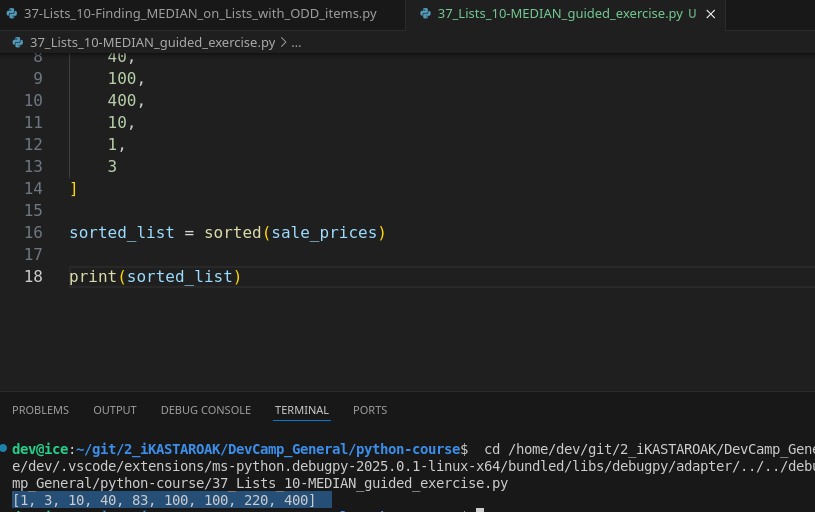 37-Lists_10-Finding_MEDIAN_on_Lists_with_ODD_items.py
37_Lists_10-MEDIAN_guided_exercise.py U ×
37_Lists_10-MEDIAN_guided_exercise.py > ...
8 40,
9 100,
10 400,
11 10,
12 1,
13 3
14 ]
15
16 sorted_list = sorted(sale_prices)
17
18 print(sorted_list)
PROBLEMS OUTPUT DEBUG CONSOLE TERMINAL PORTS
dev@ice:~/git/2_iKASTAROAK/DevCamp_General/python-course$ cd /home/dev/git/2_iKASTAROAK/DevCamp_Gene
e/dev/.vscode/extensions/ms-python.debugpy-2025.0.1-linux-x64/bundled/libs/debugpy/adapter/../../debu
mp_General/python-course/37_Lists_10-MEDIAN_guided_exercise.py
[1, 3, 10, 40, 83, 100, 100, 220, 400]